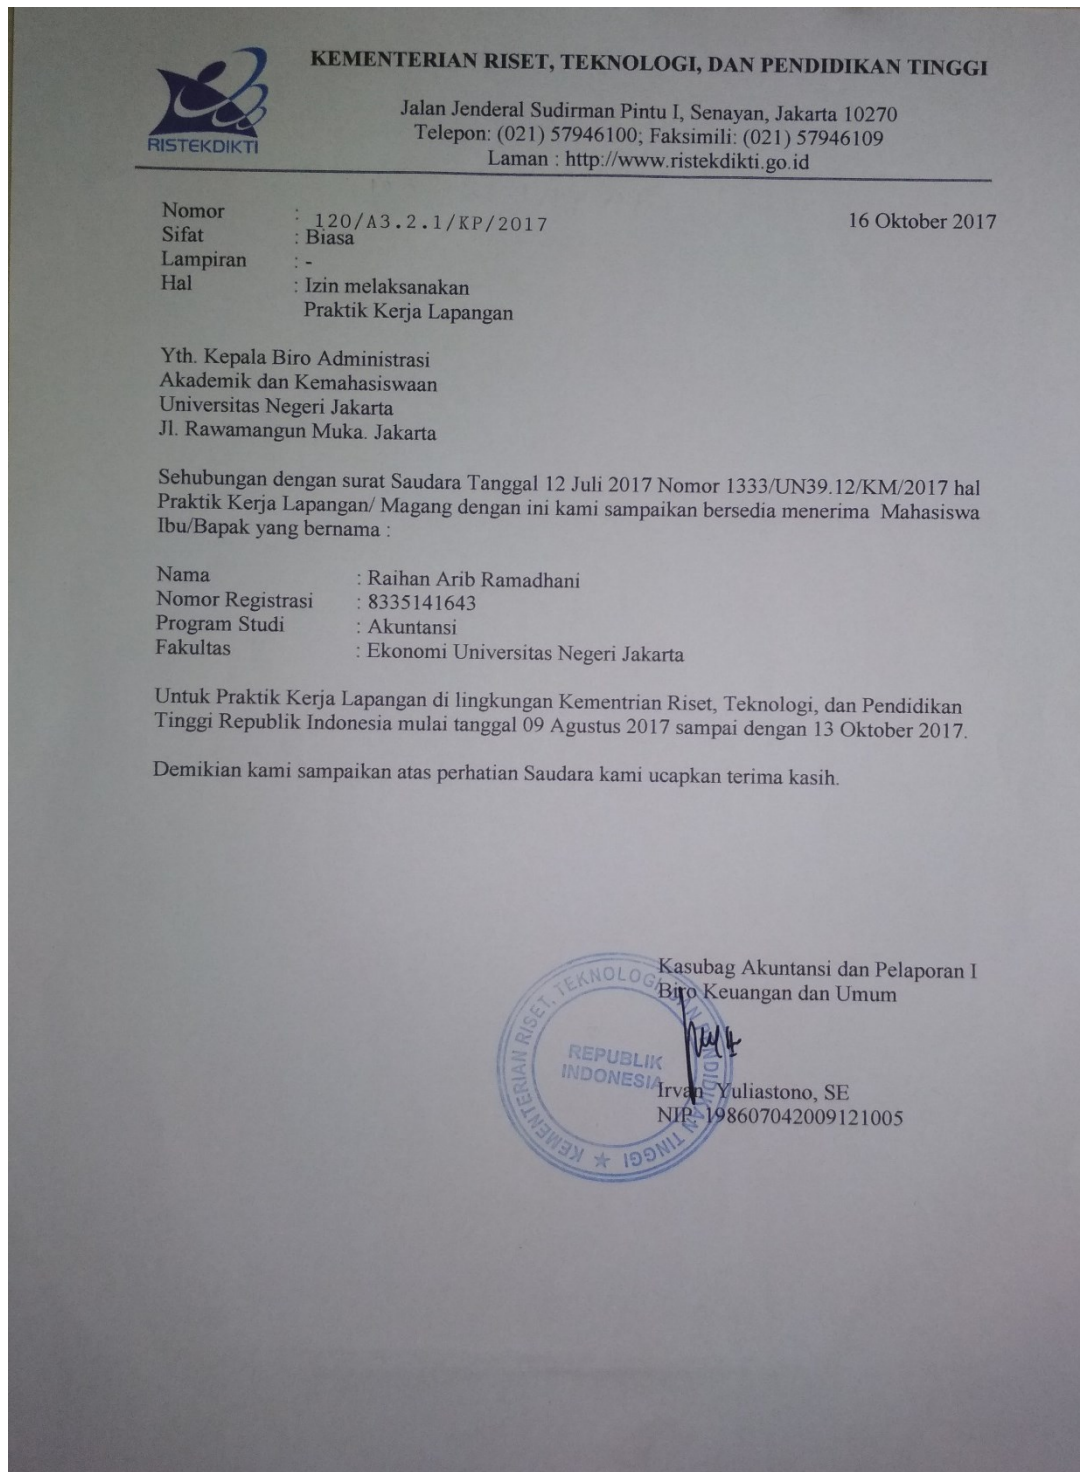 RISTEKDIKTI
KEMENTERIAN RISET, TEKNOLOGI, DAN PENDIDIKAN TINGGI
Jalan Jenderal Sudirman Pintu I, Senayan, Jakarta 10270
Telepon: (021) 57946100; Faksimili: (021) 57946109
Laman : http://www.ristekdikti.go.id
Nomor : 120/A3.2.1/KP/2017 16 Oktober 2017
Sifat : Biasa
Lampiran : -
Hal : Izin melaksanakan
Praktik Kerja Lapangan
Yth. Kepala Biro Administrasi
Akademik dan Kemahasiswaan
Universitas Negeri Jakarta
Jl. Rawamangun Muka. Jakarta
Sehubungan dengan surat Saudara Tanggal 12 Juli 2017 Nomor 1333/UN39.12/KM/2017 hal
Praktik Kerja Lapangan/ Magang dengan ini kami sampaikan bersedia menerima Mahasiswa
Ibu/Bapak yang bernama :
Nama : Raihan Arib Ramadhani
Nomor Registrasi : 8335141643
Program Studi : Akuntansi
Fakultas : Ekonomi Universitas Negeri Jakarta
Untuk Praktik Kerja Lapangan di lingkungan Kementrian Riset, Teknologi, dan Pendidikan
Tinggi Republik Indonesia mulai tanggal 09 Agustus 2017 sampai dengan 13 Oktober 2017.
Demikian kami sampaikan atas perhatian Saudara kami ucapkan terima kasih.
Kasubag Akuntansi dan Pelaporan I
Biro Keuangan dan Umum
KEMENTERIAN RISET, TEKNOLOGI, DAN PENDIDIKAN TINGGI
REPUBLIK
INDONESIA
Irvan Yuliastono, SE
NIP 198607042009121005